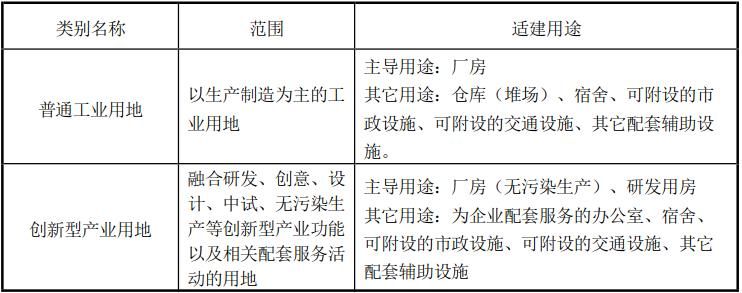 类别名称
范围
适建用途
普通工业用地
以生产制造为主的工
业用地
主导用途：厂房
其它用途：仓库（堆场）、宿舍、可附设的市
政设施、可附设的交通设施、其它配套辅助设
施。
创新型产业用地
融合研发、创意、设
计、中试、无污染生
产等创新型产业功能
以及相关配套服务活
动的用地
主导用途：厂房（无污染生产）、研发用房
其它用途：为企业配套服务的办公室、宿舍、
可附设的市政设施、可附设的交通设施、其它
配套辅助设施